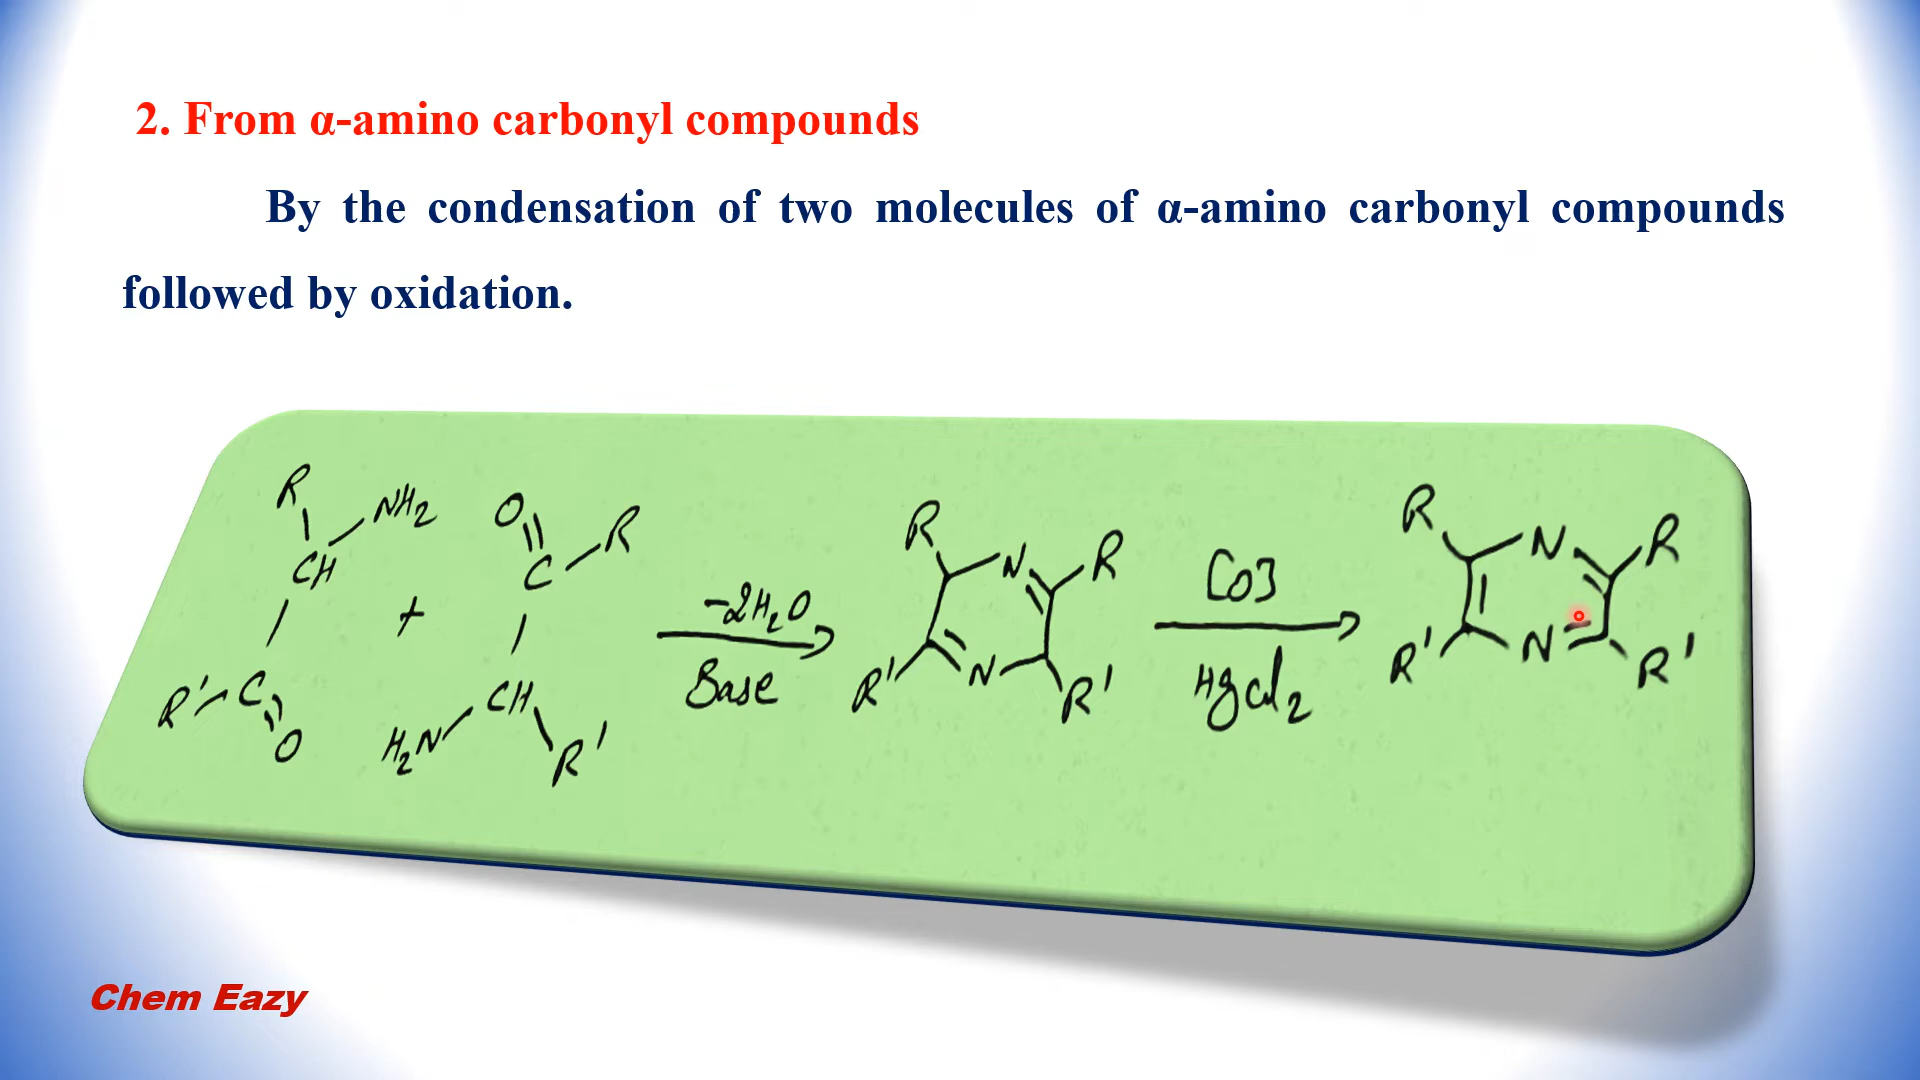 2. From α-amino carbonyl compounds
By the condensation of two molecules of α-amino carbonyl compounds
followed by oxidation.
R
NH2
CH
R'
C
O
+
O
C
R
CH
H2N
R'
-2H2O
Base
R
N
R
R'
N
R'
[O]
HgCl2
R
N
R
R'
N
R'
Chem Eazy